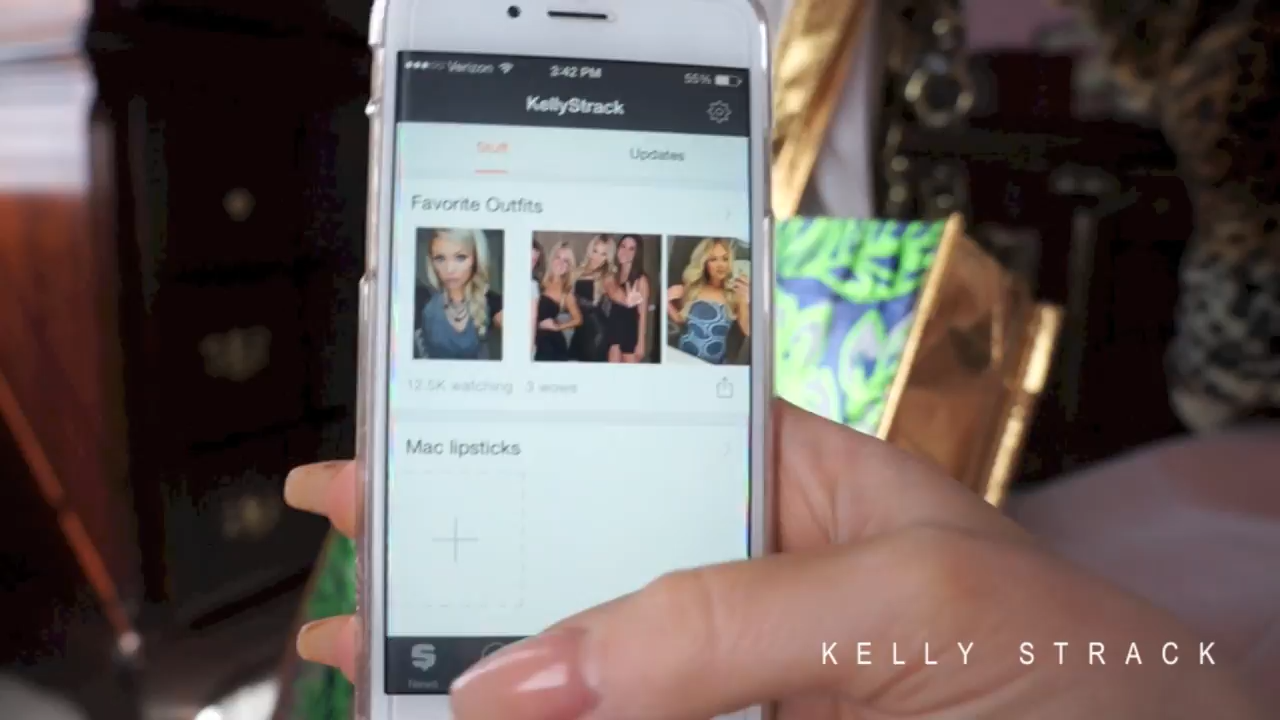 Verizon 3:42 PM 55%
KellyStrack
Stuff Updates
Favorite Outfits
12.5K watching 3 wows
Mac lipsticks
News
KELLY STRACK